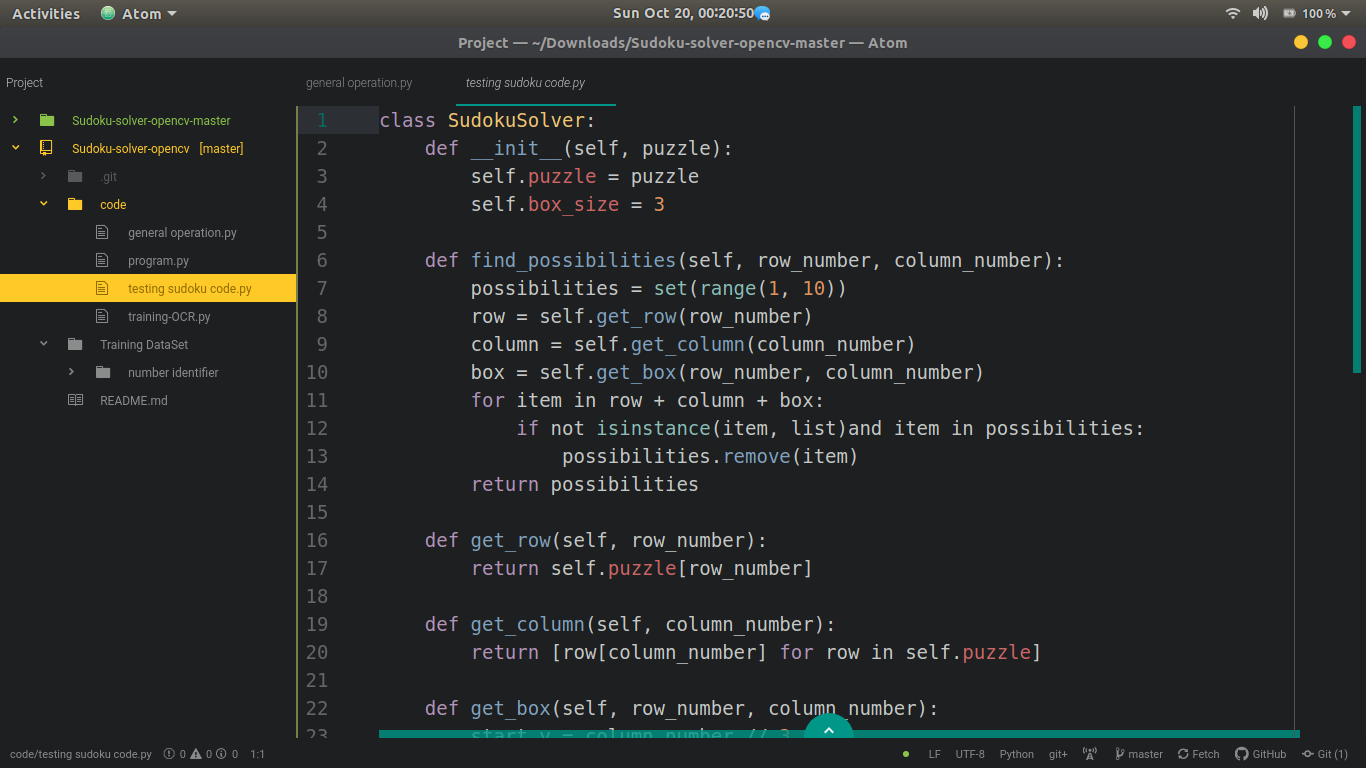 Activities Atom Sun Oct 20, 00:20:50 100 %
Project — ~/Downloads/Sudoku-solver-opencv-master — Atom
Project
Sudoku-solver-opencv-master
Sudoku-solver-opencv [master]
.git
code
general operation.py
program.py
testing sudoku code.py
training-OCR.py
Training DataSet
number identifier
README.md
general operation.py testing sudoku code.py
1 class SudokuSolver:
2     def __init__(self, puzzle):
3         self.puzzle = puzzle
4         self.box_size = 3
5
6     def find_possibilities(self, row_number, column_number):
7         possibilities = set(range(1, 10))
8         row = self.get_row(row_number)
9         column = self.get_column(column_number)
10         box = self.get_box(row_number, column_number)
11         for item in row + column + box:
12             if not isinstance(item, list)and item in possibilities:
13                 possibilities.remove(item)
14         return possibilities
15
16     def get_row(self, row_number):
17         return self.puzzle[row_number]
18
19     def get_column(self, column_number):
20         return [row[column_number] for row in self.puzzle]
21
22     def get_box(self, row_number, column_number):
23         start_y = column_number // 3
code/testing sudoku code.py 0 0 0 1:1 LF UTF-8 Python git+ master Fetch GitHub Git (1)